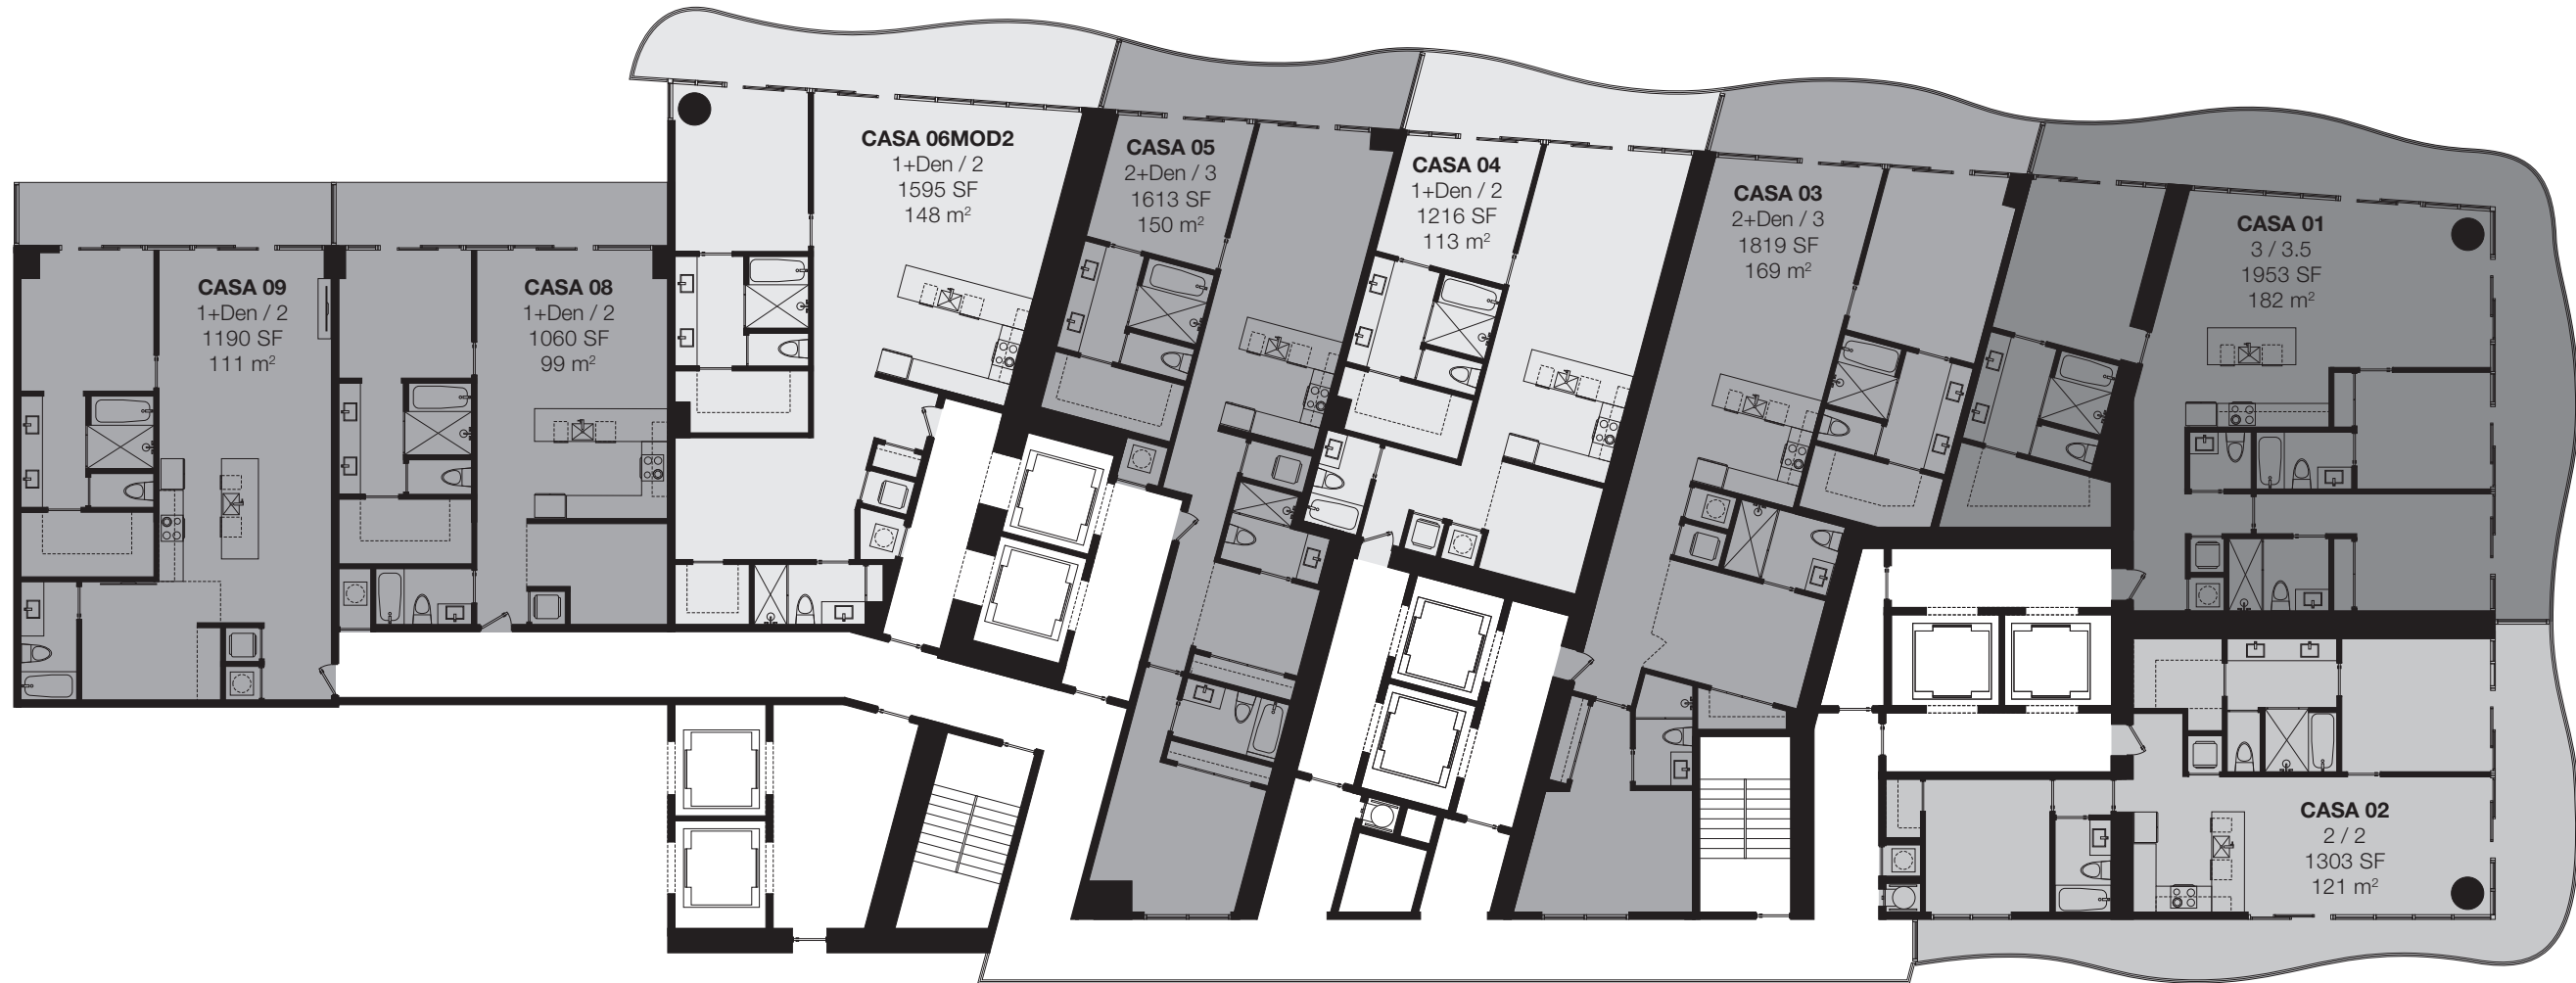 CASA 06MOD2
1+Den / 2
1595 SF
148 m²
CASA 05
2+Den / 3
1613 SF
150 m²
CASA 04
1+Den / 2
1216 SF
113 m²
CASA 03
2+Den / 3
1819 SF
169 m²
CASA 01
3 / 3.5
1953 SF
182 m²
CASA 09
1+Den / 2
1190 SF
111 m²
CASA 08
1+Den / 2
1060 SF
99 m²
CASA 02
2 / 2
1303 SF
121 m²